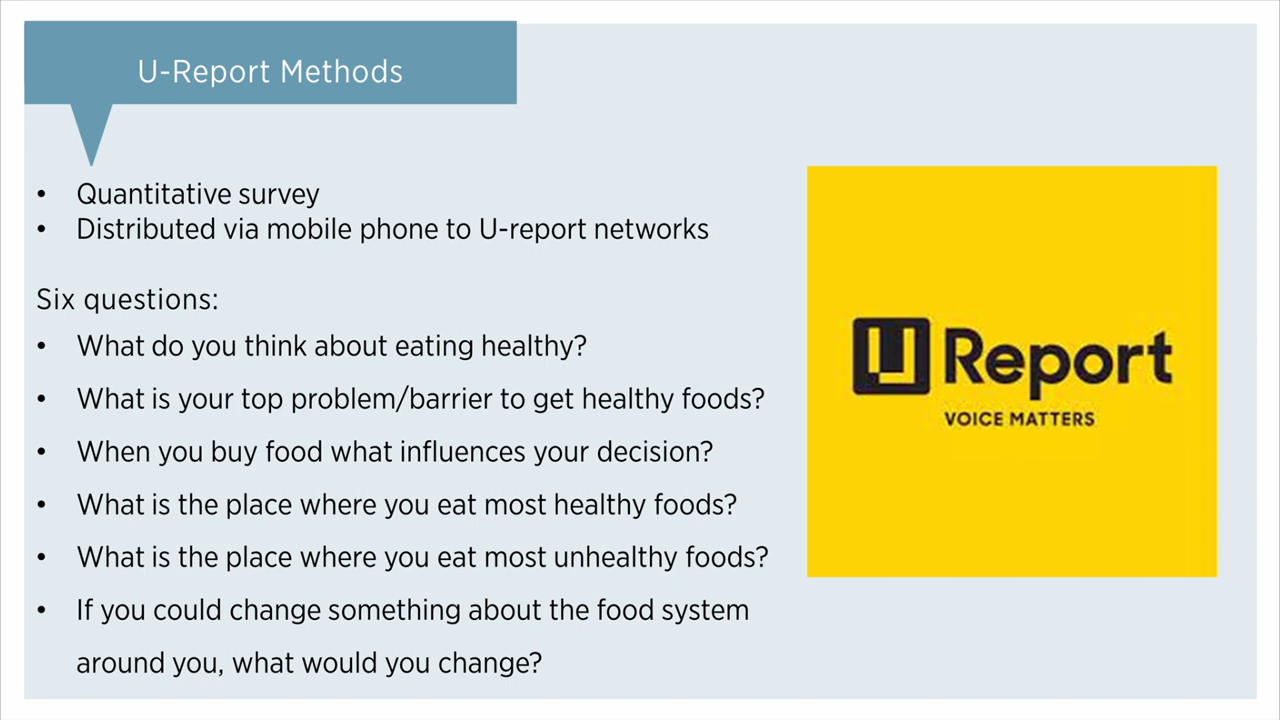 U-Report Methods
• Quantitative survey
• Distributed via mobile phone to U-report networks
Six questions:
• What do you think about eating healthy?
• What is your top problem/barrier to get healthy foods?
• When you buy food what influences your decision?
• What is the place where you eat most healthy foods?
• What is the place where you eat most unhealthy foods?
• If you could change something about the food system
around you, what would you change?
U Report
VOICE MATTERS